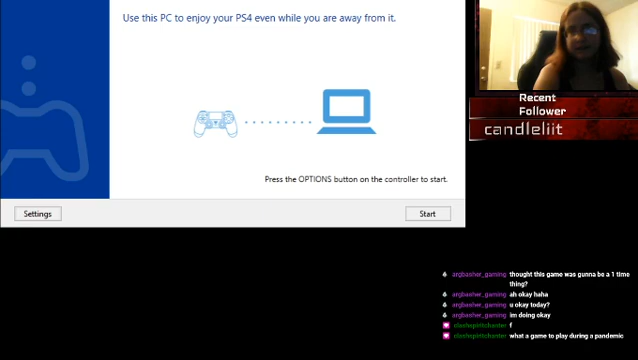 Use this PC to enjoy your PS4 even while you are away from it.
Press the OPTIONS button on the controller to start.
Settings
Start
Recent
Follower
candleliit
argbasher_gaming thought this game was gunna be a 1 time
thing?
argbasher_gaming ah okay haha
argbasher_gaming u okay today?
argbasher_gaming im doing okay
f
what a game to play during a pandemic